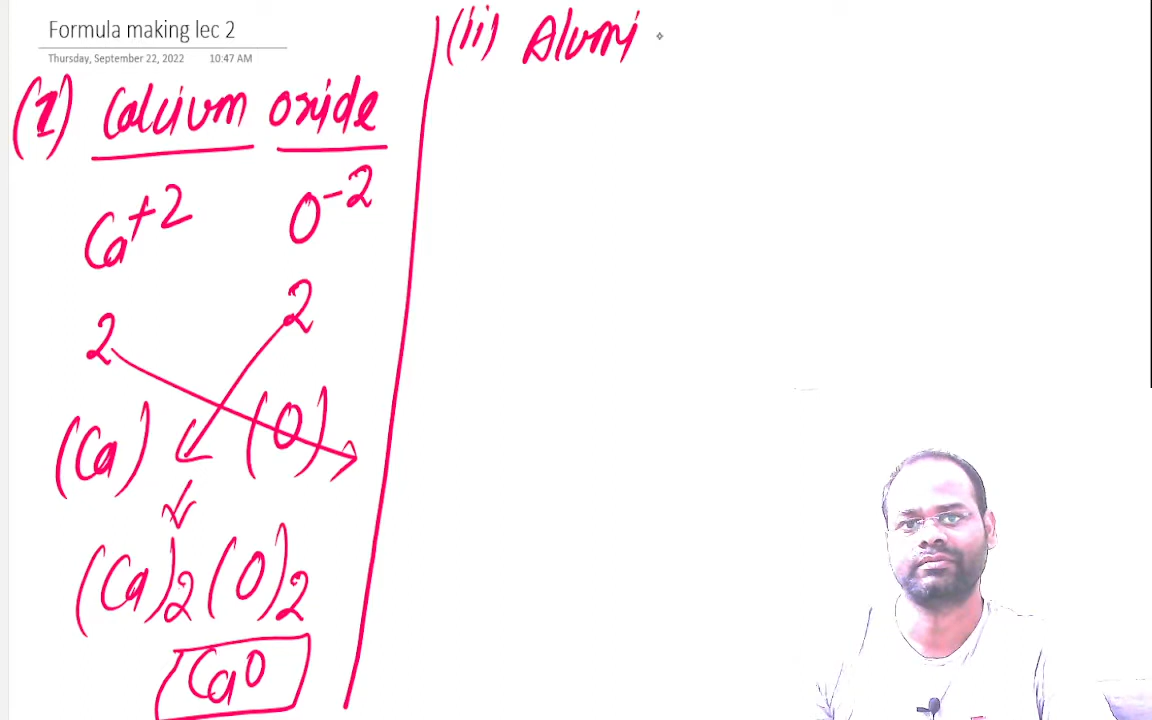 Formula making lec 2
Thursday, September 22, 2022 10:47 AM
(1) Calcium oxide
Ca+2 O-2
2 2
(Ca) (O)
(Ca)2 (O)2
CaO
(ii) Alumi